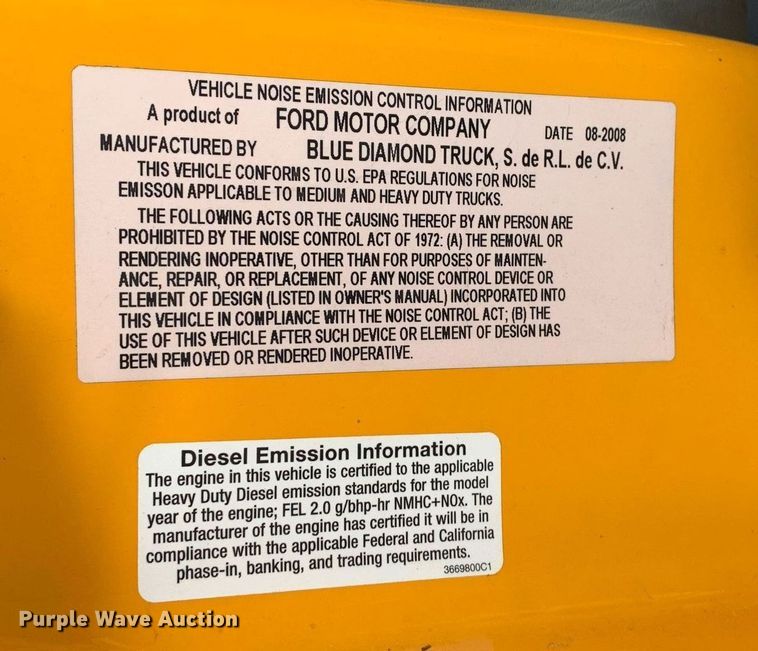 VEHICLE NOISE EMISSION CONTROL INFORMATION
A product of FORD MOTOR COMPANY DATE 08-2008
MANUFACTURED BY BLUE DIAMOND TRUCK, S. de R.L. de C.V.
THIS VEHICLE CONFORMS TO U.S. EPA REGULATIONS FOR NOISE
EMISSON APPLICABLE TO MEDIUM AND HEAVY DUTY TRUCKS.
THE FOLLOWING ACTS OR THE CAUSING THEREOF BY ANY PERSON ARE
PROHIBITED BY THE NOISE CONTROL ACT OF 1972: (A) THE REMOVAL OR
RENDERING INOPERATIVE, OTHER THAN FOR PURPOSES OF MAINTEN-
ANCE, REPAIR, OR REPLACEMENT, OF ANY NOISE CONTROL DEVICE OR
ELEMENT OF DESIGN (LISTED IN OWNER'S MANUAL) INCORPORATED INTO
THIS VEHICLE IN COMPLIANCE WITH THE NOISE CONTROL ACT; (B) THE
USE OF THIS VEHICLE AFTER SUCH DEVICE OR ELEMENT OF DESIGN HAS
BEEN REMOVED OR RENDERED INOPERATIVE.
Diesel Emission Information
The engine in this vehicle is certified to the applicable
Heavy Duty Diesel emission standards for the model
year of the engine; FEL 2.0 g/bhp-hr NMHC+NOx. The
manufacturer of the engine has certified it will be in
compliance with the applicable Federal and California
phase-in, banking, and trading requirements.
3669800C1
Purple Wave Auction